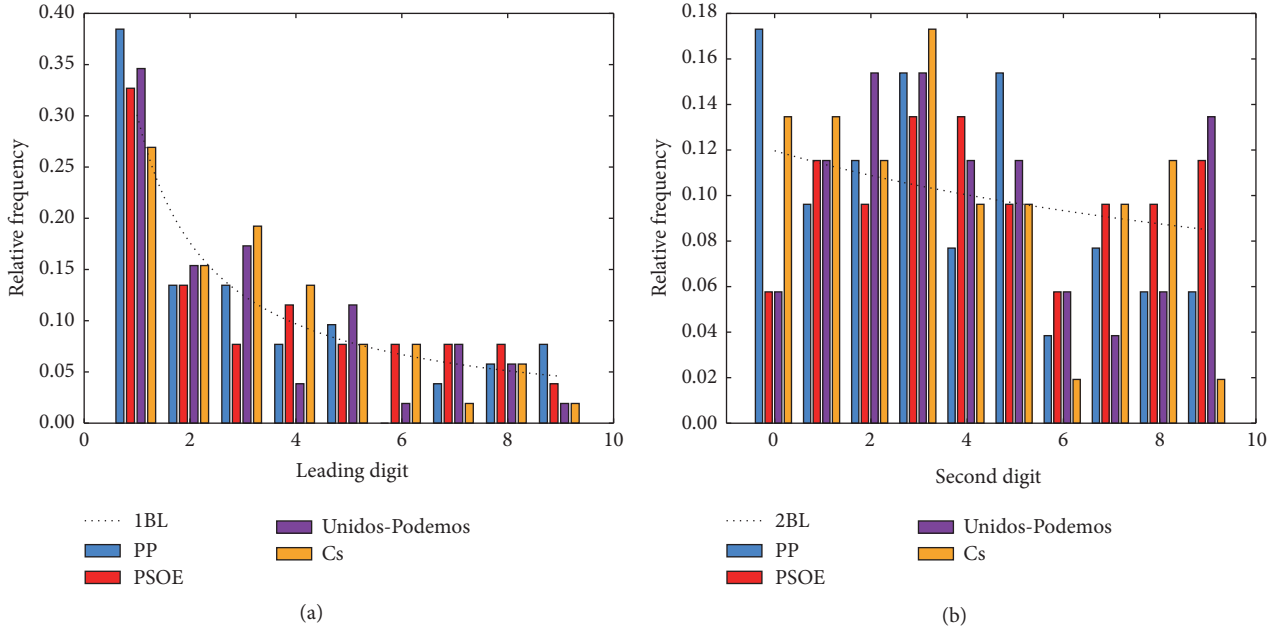 0.40
0.35
0.30
0.25
0.20
0.15
0.10
0.05
0.00
Relative frequency
0 2 4 6 8 10
Leading digit
1BL
PP
PSOE
Unidos-Podemos
Cs
(a)
0.18
0.16
0.14
0.12
0.10
0.08
0.06
0.04
0.02
0.00
Relative frequency
0 2 4 6 8 10
Second digit
2BL
PP
PSOE
Unidos-Podemos
Cs
(b)